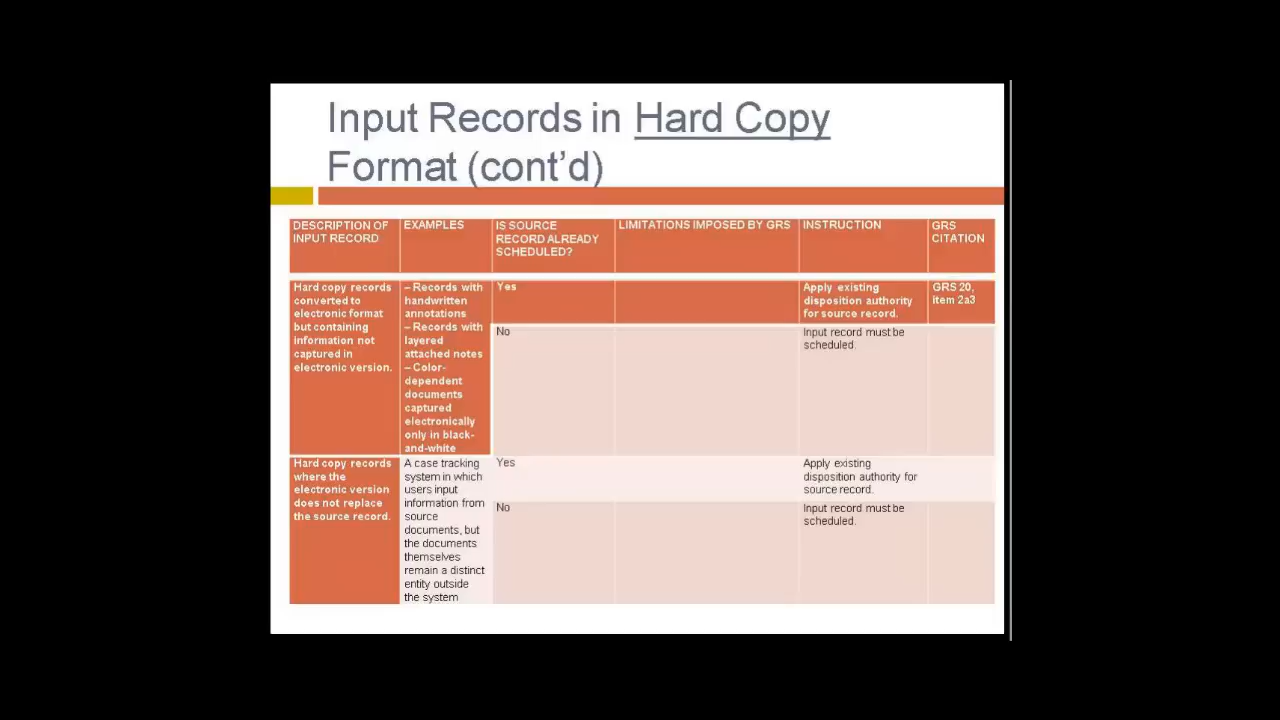 Input Records in Hard Copy
Format (cont'd)
DESCRIPTION OF
INPUT RECORD
EXAMPLES
IS SOURCE
RECORD ALREADY
SCHEDULED?
LIMITATIONS IMPOSED BY GRS
INSTRUCTION
GRS
CITATION
Hard copy records
converted to
electronic format
but containing
information not
captured in
electronic version.
– Records with
handwritten
annotations
– Records with
layered
attached notes
– Color-
dependent
documents
captured
electronically
only in black-
and-white
Yes
Apply existing
disposition authority
for source record.
GRS 20,
item 2a3
No
Input record must be
scheduled.
Hard copy records
where the
electronic version
does not replace
the source record.
A case tracking
system in which
users input
information from
source
documents, but
the documents
themselves
remain a distinct
entity outside
the system
Yes
Apply existing
disposition authority for
source record.
No
Input record must be
scheduled.